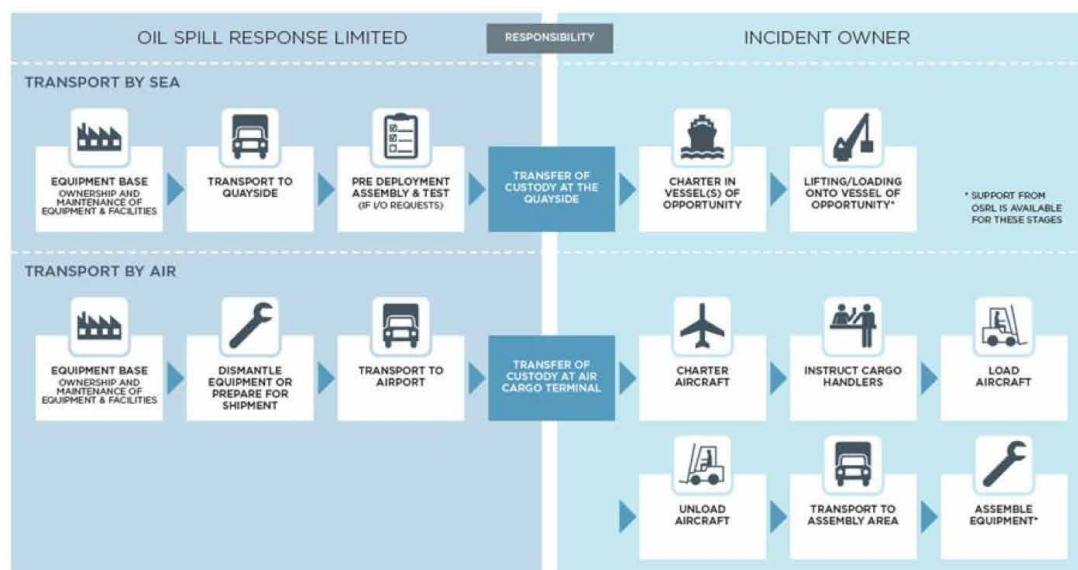 OIL SPILL RESPONSE LIMITED
RESPONSIBILITY
INCIDENT OWNER
TRANSPORT BY SEA
EQUIPMENT BASE
OWNERSHIP AND
MAINTENANCE OF
EQUIPMENT & FACILITIES
TRANSPORT TO
QUAYSIDE
PRE DEPLOYMENT
ASSEMBLY & TEST
(IF I/O REQUESTS)
TRANSFER OF
CUSTODY AT THE
QUAYSIDE
CHARTER IN
VESSEL(S) OF
OPPORTUNITY
LIFTING/LOADING
ONTO VESSEL OF
OPPORTUNITY*
* SUPPORT FROM
OSRL IS AVAILABLE
FOR THESE STAGES
TRANSPORT BY AIR
EQUIPMENT BASE
OWNERSHIP AND
MAINTENANCE OF
EQUIPMENT & FACILITIES
DISMANTLE
EQUIPMENT OR
PREPARE FOR
SHIPMENT
TRANSPORT TO
AIRPORT
TRANSFER OF
CUSTODY AT AIR
CARGO TERMINAL
CHARTER
AIRCRAFT
INSTRUCT CARGO
HANDLERS
LOAD
AIRCRAFT
UNLOAD
AIRCRAFT
TRANSPORT TO
ASSEMBLY AREA
ASSEMBLE
EQUIPMENT*